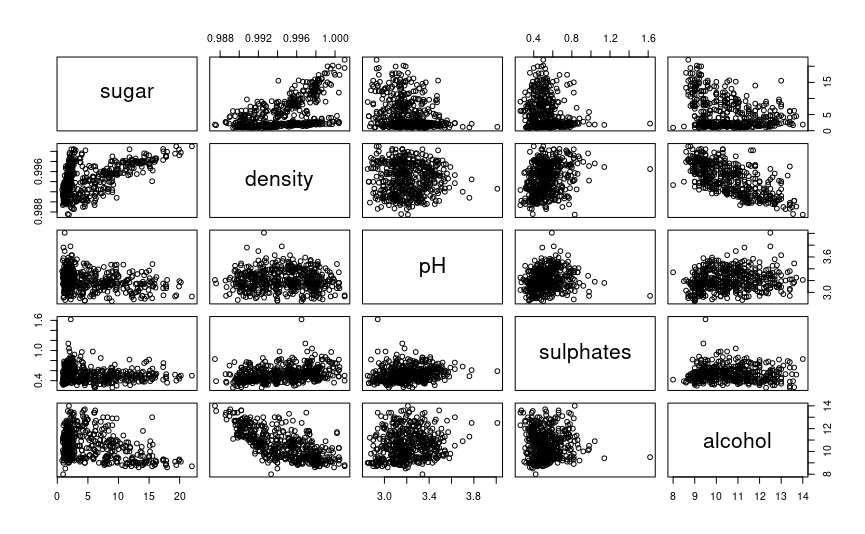 0.988 0.992 0.996 1.000
0.4 0.8 1.2 1.6
sugar
0 5 15
density
0.988 0.996
pH
3.0 3.6
sulphates
0.4 1.0 1.6
alcohol
8 10 12 14
0 5 10 15 20
3.0 3.4 3.8
8 9 10 11 12 13 14